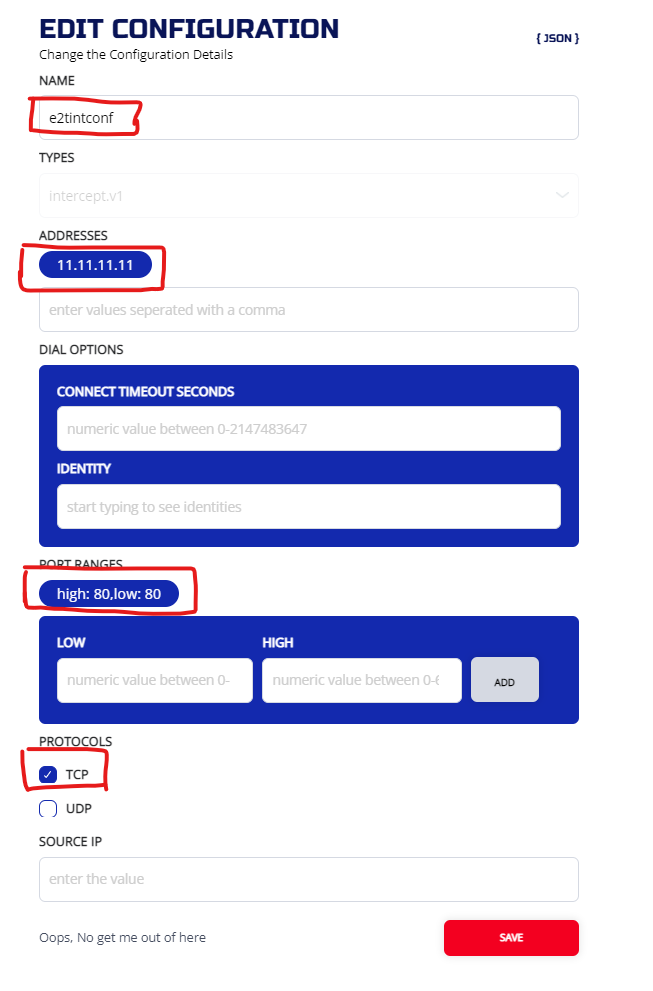 EDIT CONFIGURATION
{ JSON }
Change the Configuration Details
NAME
e2tintconf
TYPES
intercept.v1
ADDRESSES
11.11.11.11
enter values seperated with a comma
DIAL OPTIONS
CONNECT TIMEOUT SECONDS
numeric value between 0-2147483647
IDENTITY
start typing to see identities
PORT RANGES
high: 80,low: 80
LOW HIGH
numeric value between 0- numeric value between 0-6 ADD
PROTOCOLS
TCP
UDP
SOURCE IP
enter the value
Oops, No get me out of here SAVE